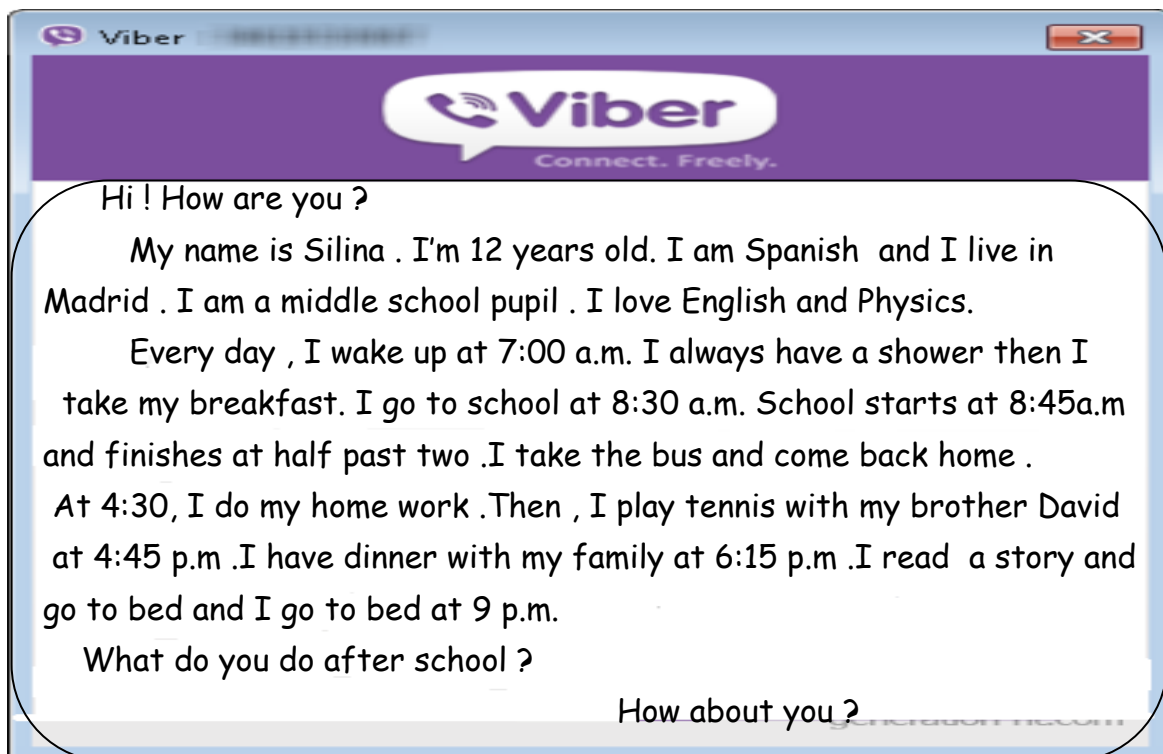 Viber
Viber
Connect. Freely.
Hi ! How are you ?
My name is Silina . I'm 12 years old. I am Spanish and I live in
Madrid . I am a middle school pupil . I love English and Physics.
Every day , I wake up at 7:00 a.m. I always have a shower then I
take my breakfast. I go to school at 8:30 a.m. School starts at 8:45a.m
and finishes at half past two .I take the bus and come back home .
At 4:30, I do my home work .Then , I play tennis with my brother David
at 4:45 p.m .I have dinner with my family at 6:15 p.m .I read a story and
go to bed and I go to bed at 9 p.m.
What do you do after school ?
How about you ?